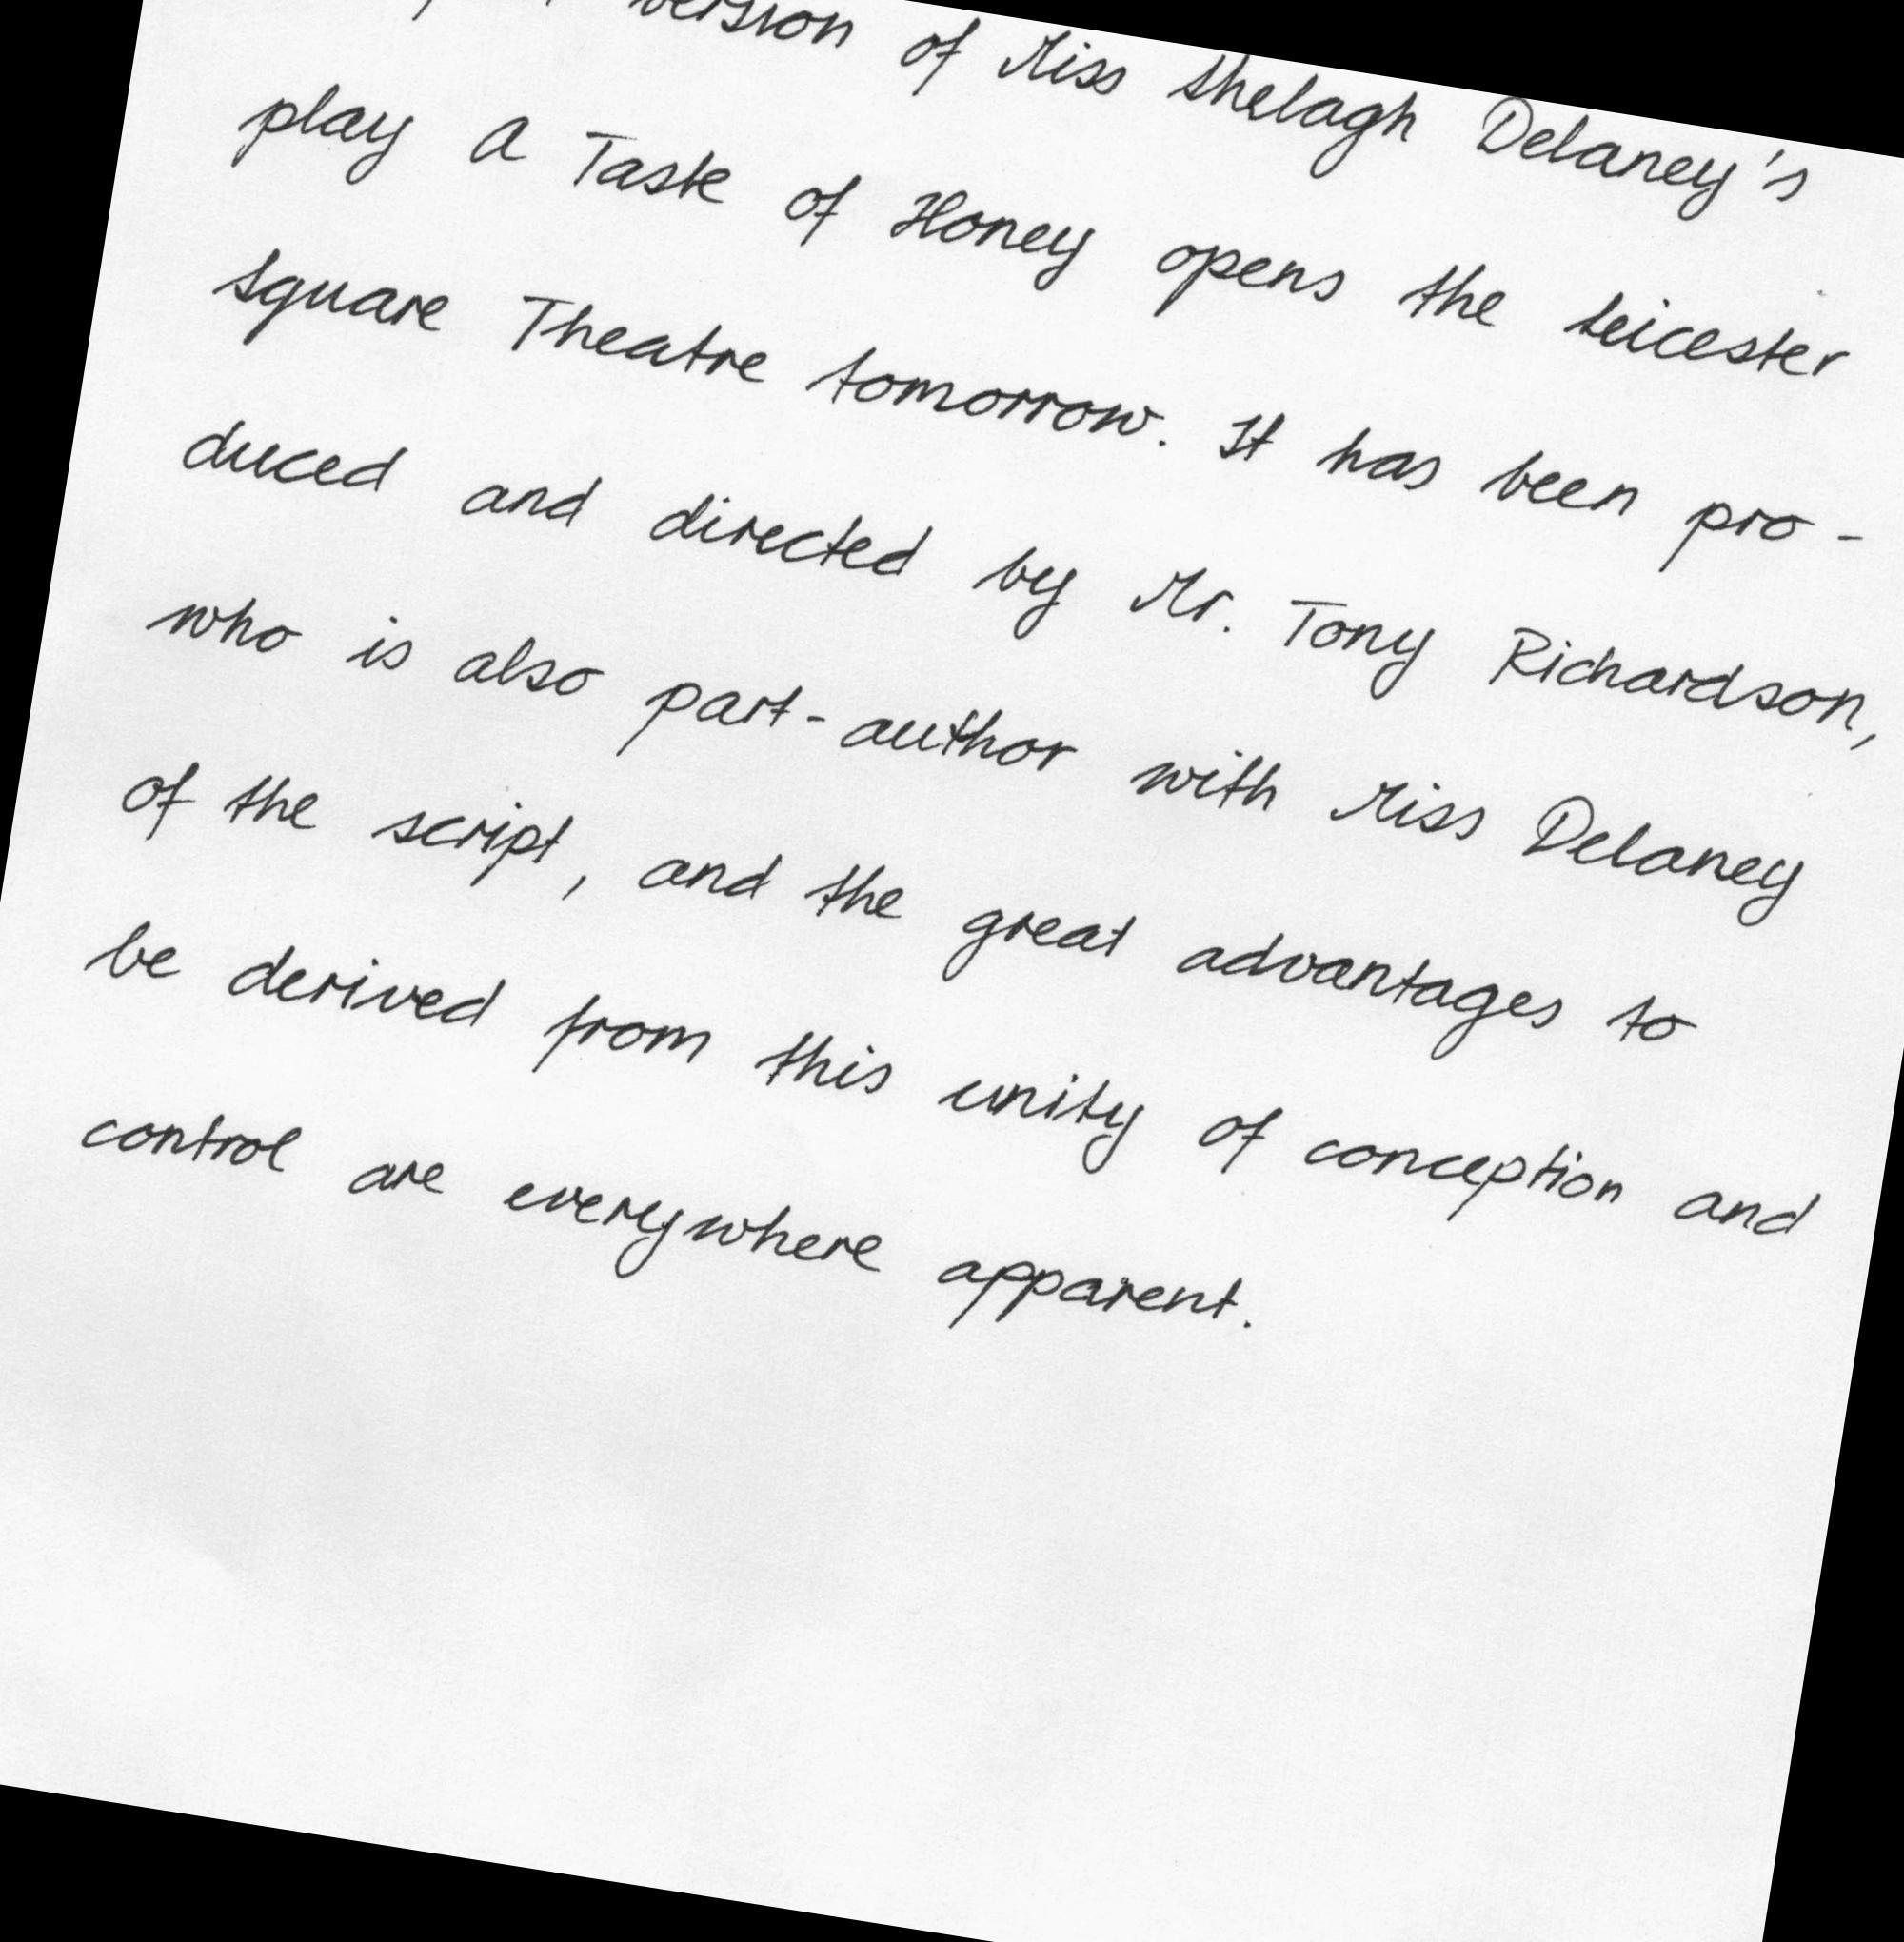 version of Miss Shelagh Delaney's
play A Taste of Honey opens the Leicester
Square Theatre tomorrow. It has been pro-
duced and directed by Mr. Tony Richardson,
who is also part-author with Miss Delaney
of the script, and the great advantages to
be derived from this unity of conception and
control are everywhere apparent.